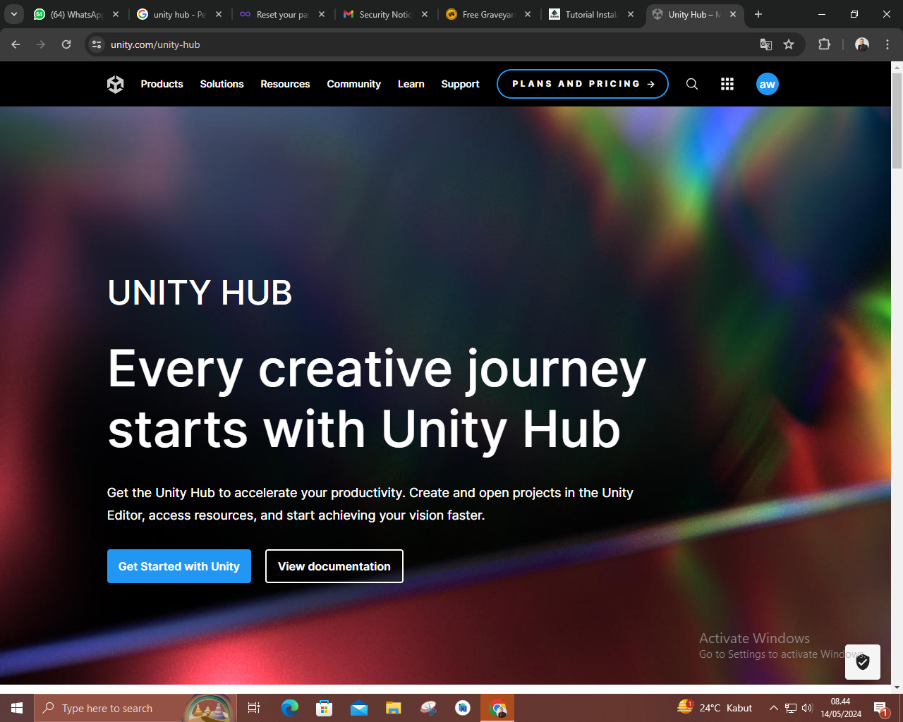 (64) WhatsAp
unity hub - Pe
Reset your pa
Security Notic
Free Graveyar
Tutorial Instal
Unity Hub –
unity.com/unity-hub
Products
Solutions
Resources
Community
Learn
Support
PLANS AND PRICING →
aw
UNITY HUB
Every creative journey
starts with Unity Hub
Get the Unity Hub to accelerate your productivity. Create and open projects in the Unity
Editor, access resources, and start achieving your vision faster.
Get Started with Unity
View documentation
Activate Windows
Go to Settings to activate Windows.
Type here to search
24°C Kabut
08.44
14/05/2024
1